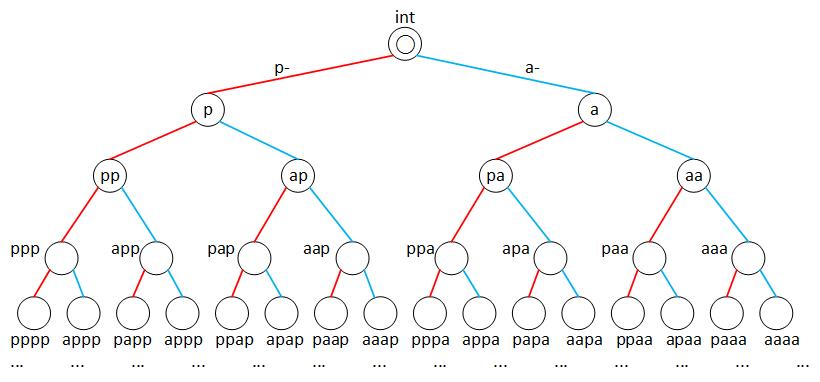 int
p- a-
p a
pp ap pa aa
ppp app pap aap ppa apa paa aaa
pppp appp papp appp ppap apap paap aaap pppa appa papa aapa ppaa apaa paaa aaaa
... ... ... ... ... ... ... ... ... ... ... ... ... ...